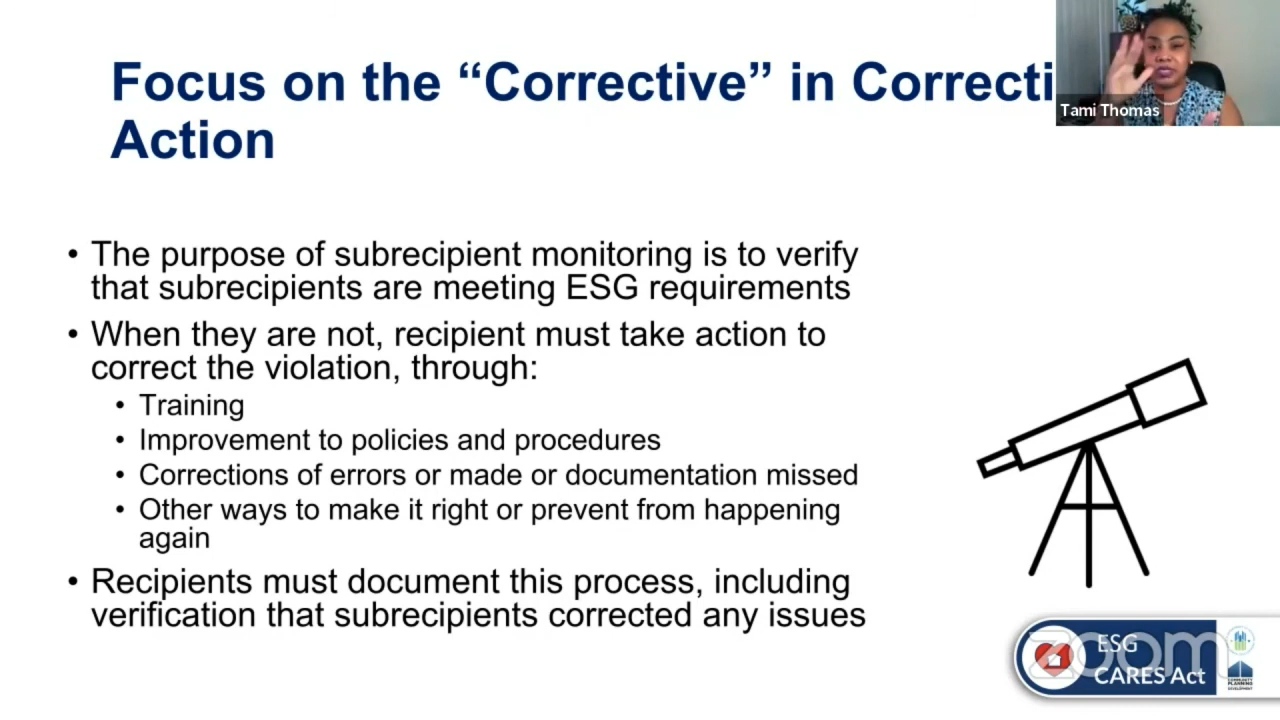 Focus on the “Corrective” in Correcti
Action
Tami Thomas
• The purpose of subrecipient monitoring is to verify
that subrecipients are meeting ESG requirements
• When they are not, recipient must take action to
correct the violation, through:
• Training
• Improvement to policies and procedures
• Corrections of errors or made or documentation missed
• Other ways to make it right or prevent from happening
again
• Recipients must document this process, including
verification that subrecipients corrected any issues
zoom
ESG
CARES Act
COMMUNITY
PLANNING
DEVELOPMENT